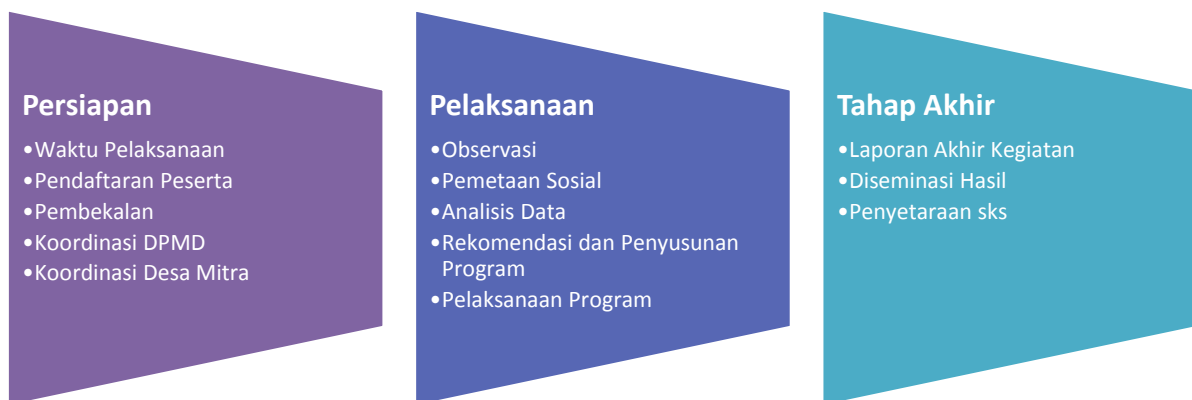 Persiapan
•Waktu Pelaksanaan
•Pendaftaran Peserta
•Pembekalan
•Koordinasi DPMD
•Koordinasi Desa Mitra
Pelaksanaan
•Observasi
•Pemetaan Sosial
•Analisis Data
•Rekomendasi dan Penyusunan
Program
•Pelaksanaan Program
Tahap Akhir
•Laporan Akhir Kegiatan
•Diseminasi Hasil
•Penyetaraan sks